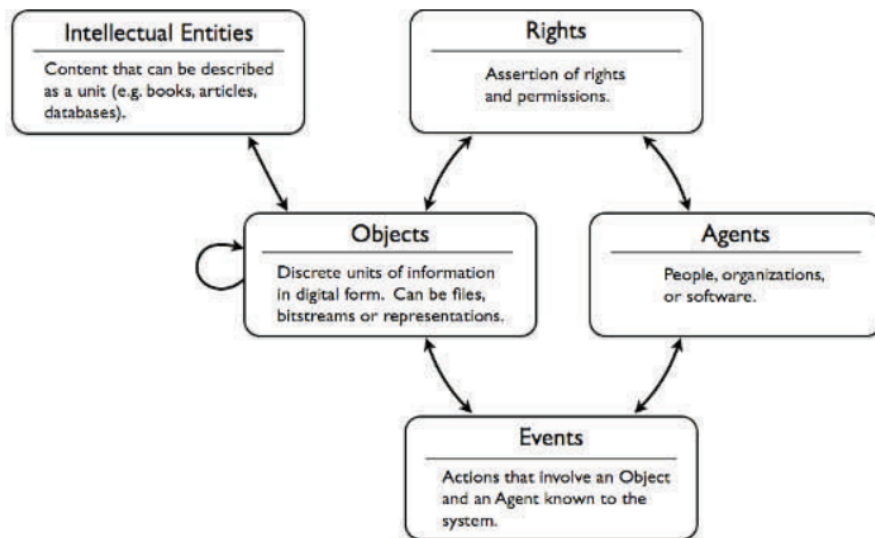 Intellectual Entities
Content that can be described
as a unit (e.g. books, articles,
databases).
Rights
Assertion of rights
and permissions.
Objects
Discrete units of information
in digital form. Can be files,
bitstreams or representations.
Agents
People, organizations,
or software.
Events
Actions that involve an Object
and an Agent known to the
system.